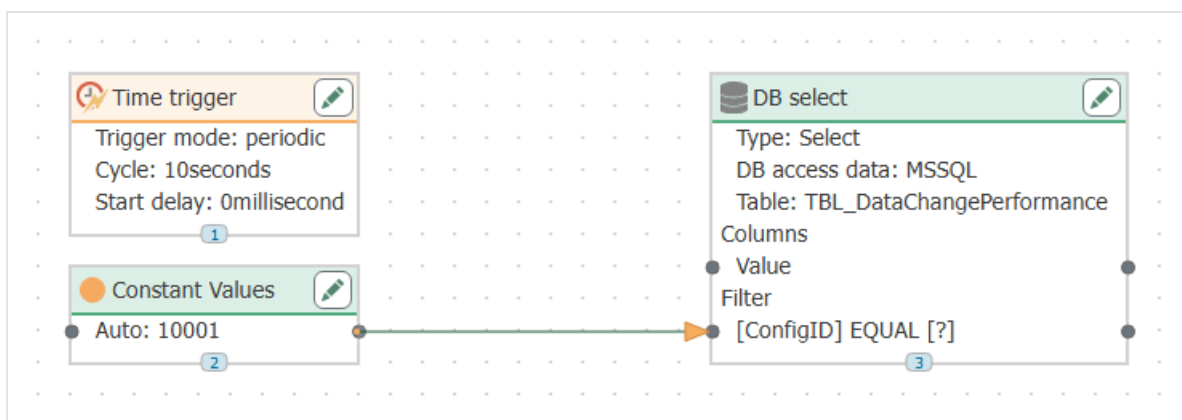 Time trigger
Trigger mode: periodic
Cycle: 10seconds
Start delay: 0millisecond
1
Constant Values
Auto: 10001
2
DB select
Type: Select
DB access data: MSSQL
Table: TBL_DataChangePerformance
Columns
Value
Filter
[ConfigID] EQUAL [?]
3